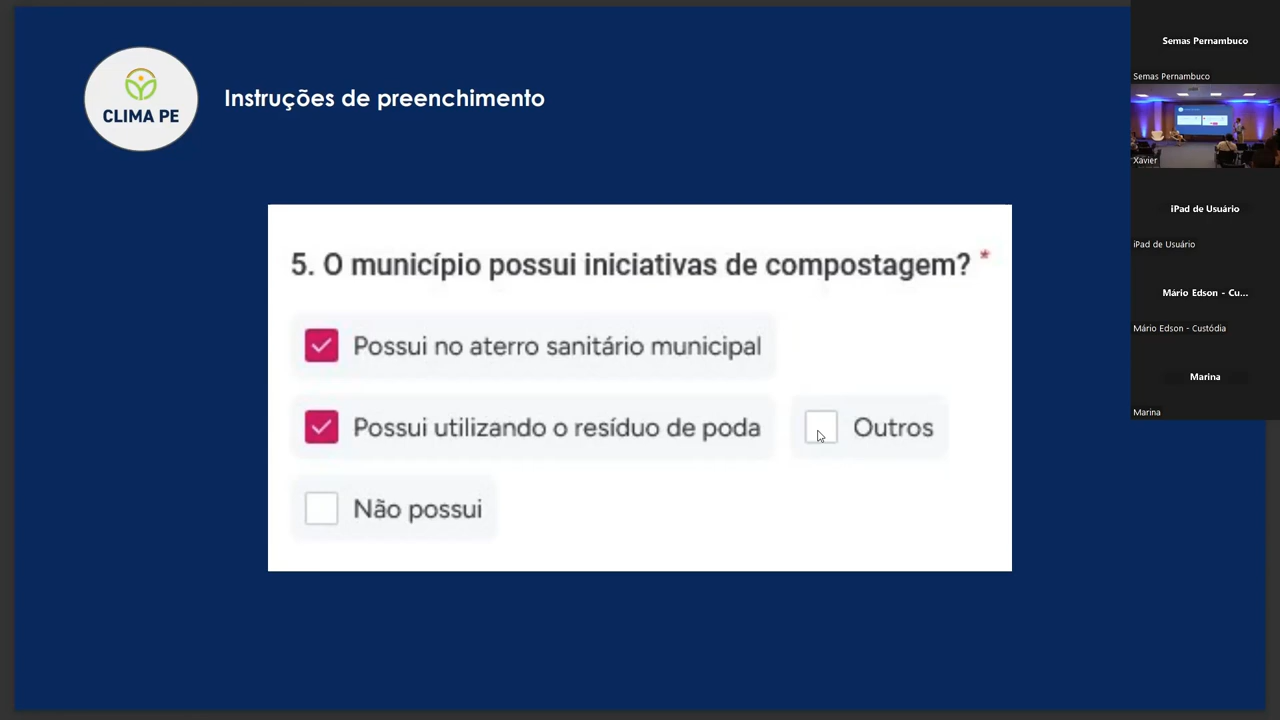 CLIMA PE
Instruções de preenchimento
5. O município possui iniciativas de compostagem? *
Possui no aterro sanitário municipal
Possui utilizando o resíduo de poda
Outros
Não possui
Semas Pernambuco
Semas Pernambuco
Xavier
iPad de Usuário
iPad de Usuário
Mário Edson - Cu...
Mário Edson - Custódia
Marina
Marina